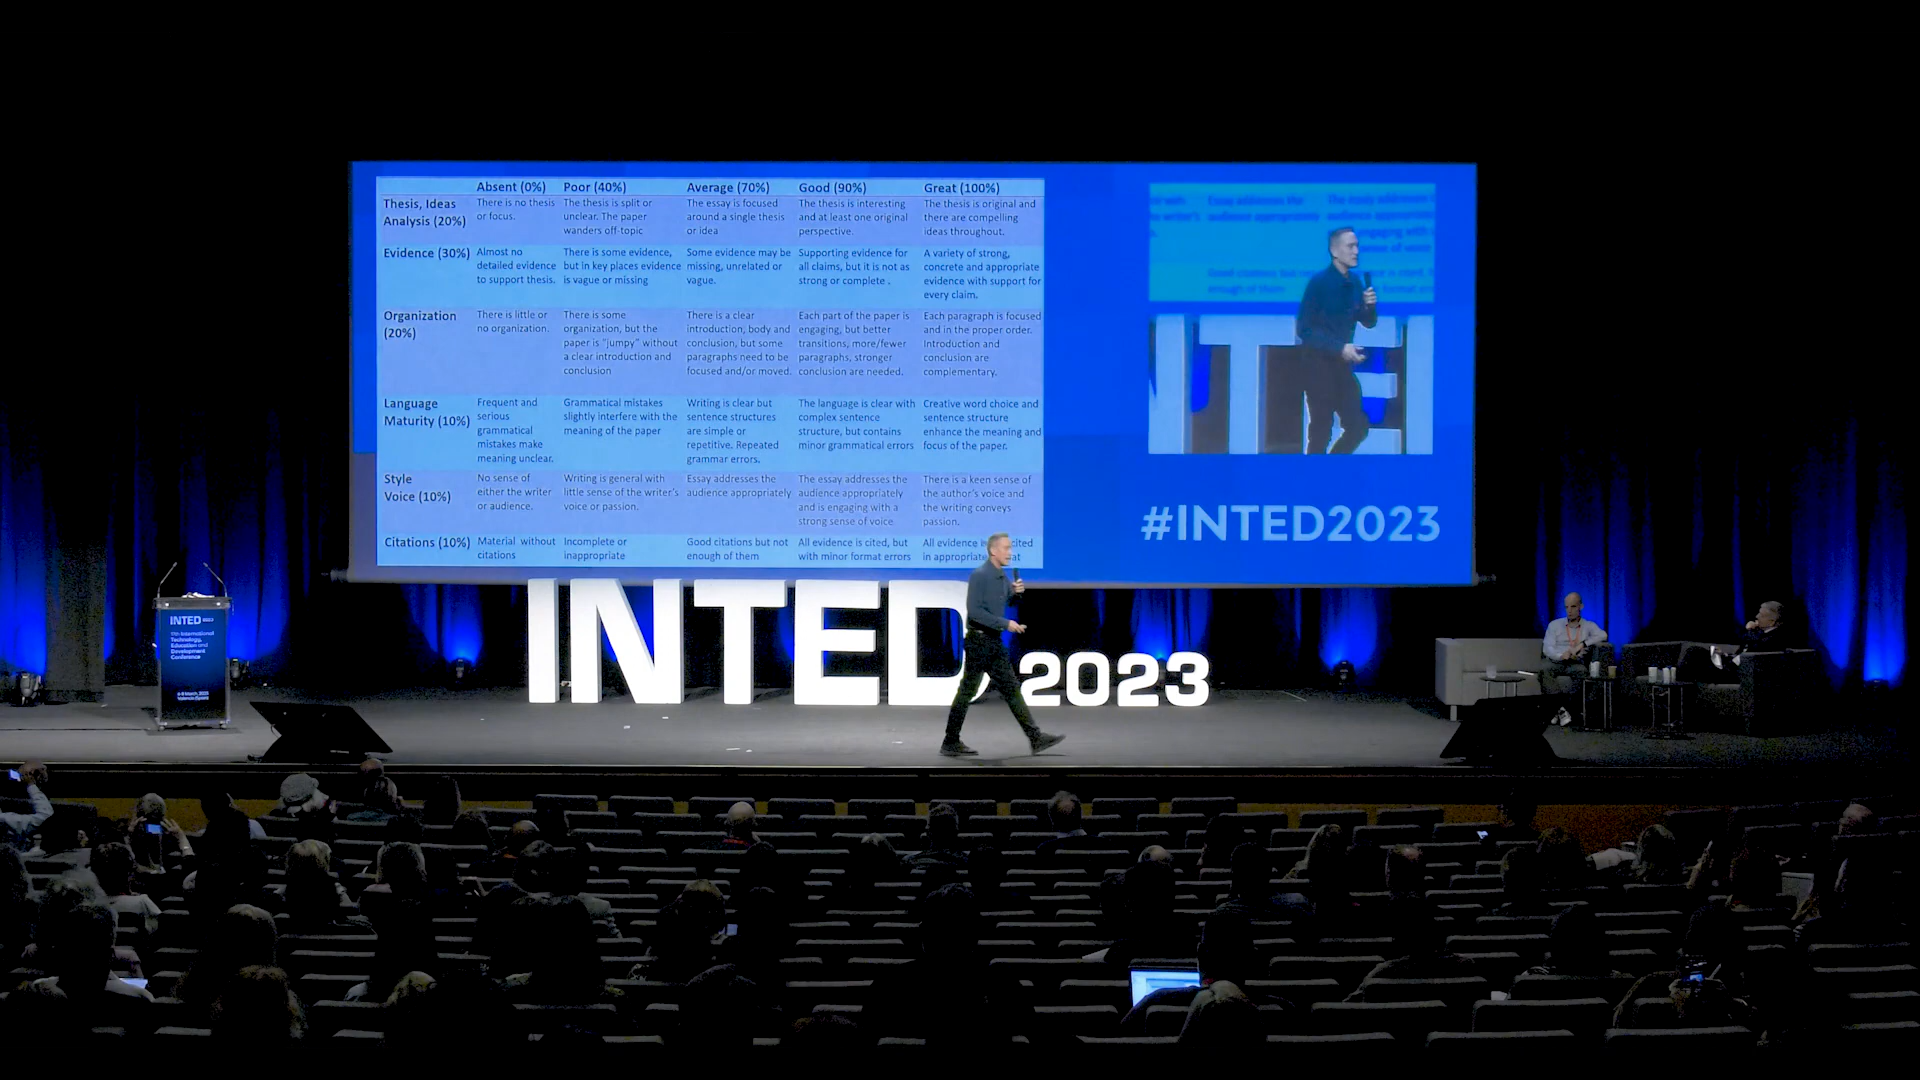 Absent (0%) Poor (40%) Average (70%) Good (90%) Great (100%)
Thesis, Ideas
Analysis (20%)
There is no thesis
or focus.
The thesis is split or
unclear. The paper
wanders off-topic
The essay is focused
around a single thesis
or idea
The thesis is interesting
and at least one original
perspective.
The thesis is original and
there are compelling
ideas throughout.
Evidence (30%)
Almost no
detailed evidence
to support thesis.
There is some evidence,
but in key places evidence
is vague or missing
Some evidence may be
missing, unrelated or
vague.
Supporting evidence for
all claims, but it is not as
strong or complete .
A variety of strong,
concrete and appropriate
evidence with support for
every claim.
Organization
(20%)
There is little or
no organization.
There is some
organization, but the
paper is "jumpy" without
a clear introduction and
conclusion
There is a clear
introduction, body and
conclusion, but some
paragraphs need to be
focused and/or moved.
Each part of the paper is
engaging, but better
transitions, more/fewer
paragraphs, stronger
conclusion are needed.
Each paragraph is focused
and in the proper order.
Introduction and
conclusion are
complementary.
Language
Maturity (10%)
Frequent and
serious
grammatical
mistakes make
meaning unclear.
Grammatical mistakes
slightly interfere with the
meaning of the paper
Writing is clear but
sentence structures
are simple or
repetitive. Repeated
grammar errors.
The language is clear with
complex sentence
structure, but contains
minor grammatical errors
Creative word choice and
sentence structure
enhance the meaning and
focus of the paper.
Style
Voice (10%)
No sense of
either the writer
or audience.
Writing is general with
little sense of the writer's
voice or passion.
Essay addresses the
audience appropriately
The essay addresses the
audience appropriately
and is engaging with a
strong sense of voice
There is a keen sense of
the author's voice and
the writing conveys
passion.
Citations (10%)
Material without
citations
Incomplete or
inappropriate
Good citations but not
enough of them
All evidence is cited, but
with minor format errors
All evidence cited
in appropriate
#INTED2023
INTED 2023
INTED
17th International
Technology,
Education and
Development
Conference
6-8 March, 2023
Valencia (Spain)